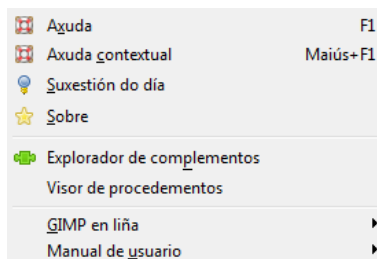 Axuda F1
Axuda contextual Maiús+F1
Suxestión do día
Sobre
Explorador de complementos
Visor de procedementos
GIMP en liña
Manual de usuario